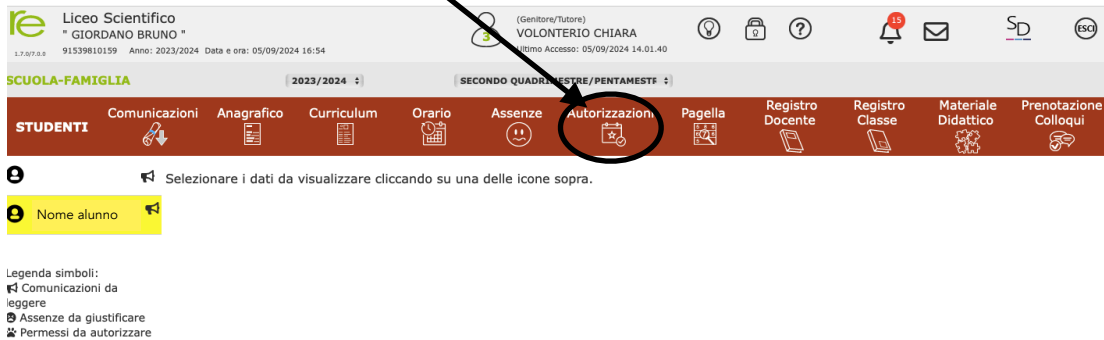 re
Liceo Scientifico
" GIORDANO BRUNO "
1.7.0/7.0.0
91539810159 Anno: 2023/2024 Data e ora: 05/09/2024 16:54
3
(Genitore/Tutore)
VOLONTERIO CHIARA
Ultimo Accesso: 05/09/2024 14.01.40
?
15
SD
ESCI
SCUOLA-FAMIGLIA
2023/2024
SECONDO QUADRIMESTRE/PENTAMESTR
STUDENTI
Comunicazioni
Anagrafico
Curriculum
Orario
Assenze
Autorizzazioni
Pagella
Registro
Docente
Registro
Classe
Materiale
Didattico
Prenotazione
Colloqui
Selezionare i dati da visualizzare cliccando su una delle icone sopra.
Nome alunno
Legenda simboli:
Comunicazioni da
leggere
Assenze da giustificare
Permessi da autorizzare